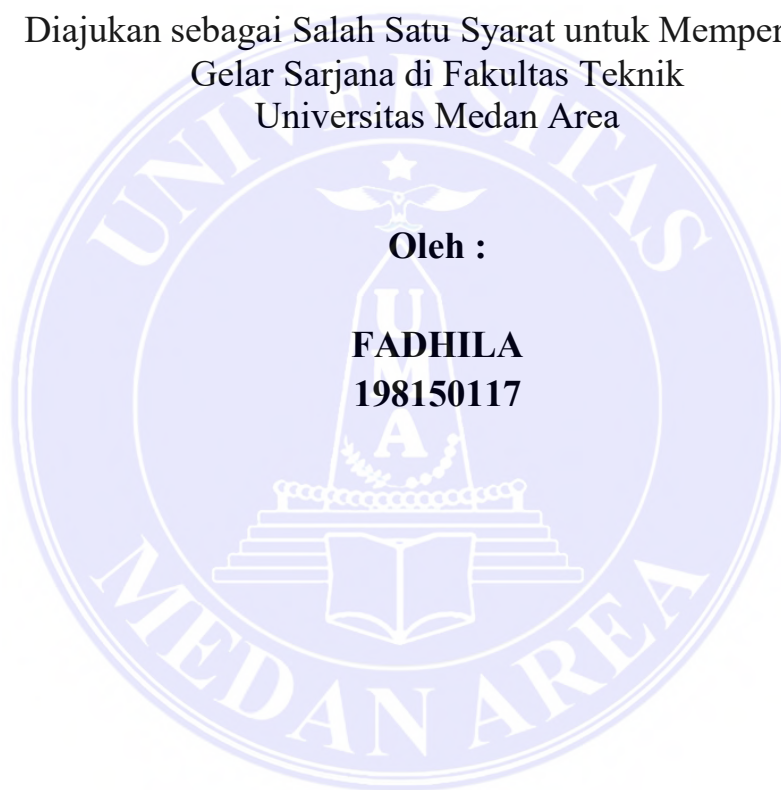 Diajukan sebagai Salah Satu Syarat untuk
Gelar Sarjana di Fakultas Teknik
Universitas Medan Area
Oleh :
FADHILA
198150117
UNIVERSITAS
UMA
MEDAN AREA